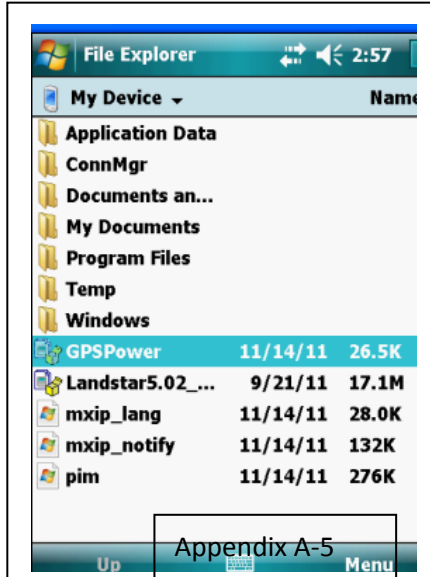 File Explorer 2:57
My Device Name
Application Data
ConnMgr
Documents an...
My Documents
Program Files
Temp
Windows
GPSPower 11/14/11 26.5K
Landstar5.02_... 9/21/11 17.1M
mxip_lang 11/14/11 28.0K
mxip_notify 11/14/11 132K
pim 11/14/11 276K
Appendix A-5
Up Menu